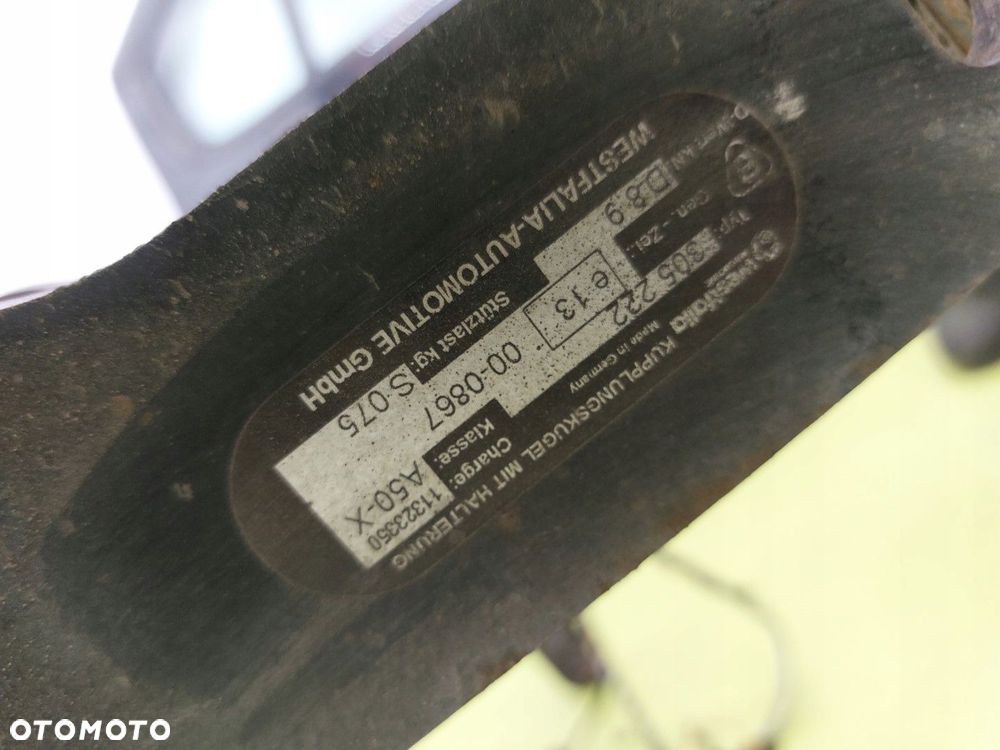 westfalia KUPPLUNGSKUGEL MIT HALTERUNG
Made in Germany
Typ: 305 222 Charge: 11323350
Gen.-Zei.: e 13 00-0867 Klasse: A50-X
D 8.9 Stützlast kg: S 075
WESTFALIA-AUTOMOTIVE GmbH
OTOMOTO